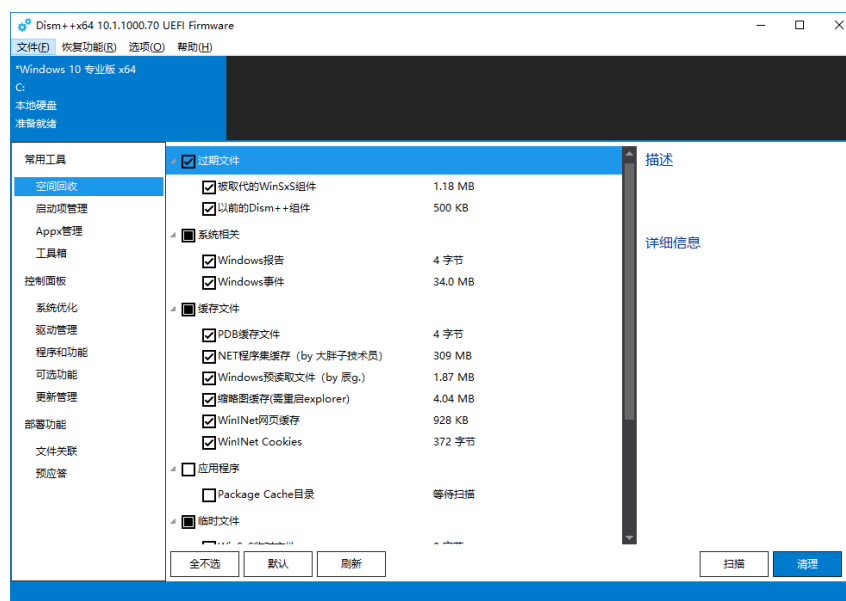 Dism++x64 10.1.1000.70 UEFI Firmware
文件(F) 恢复功能(R) 选项(O) 帮助(H)
*Windows 10 专业版 x64
C:
本地硬盘
准备就绪
常用工具
空间回收
启动项管理
Appx管理
工具箱
控制面板
系统优化
驱动管理
程序和功能
可选功能
更新管理
部署功能
文件关联
预应答
过期文件
被取代的WinSxS组件 1.18 MB
以前的Dism++组件 500 KB
系统相关
Windows报告 4 字节
Windows事件 34.0 MB
缓存文件
PDB缓存文件 4 字节
NET程序集缓存（by 大胖子技术员） 309 MB
Windows预读取文件（by 辰g.) 1.87 MB
缩略图缓存(需重启explorer) 4.04 MB
WinINet网页缓存 928 KB
WinINet Cookies 372 字节
应用程序
Package Cache目录 等待扫描
临时文件
描述
详细信息
全不选 默认 刷新 扫描 清理